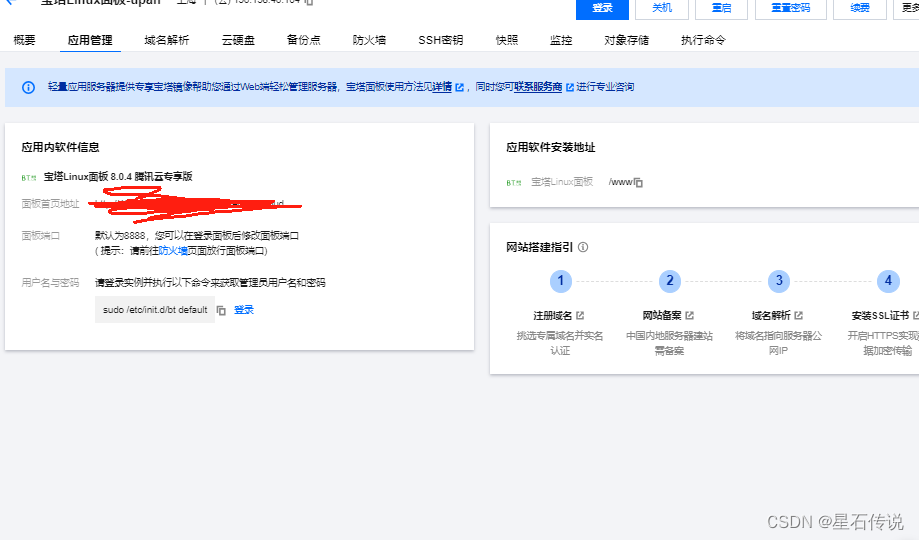 宝塔Linux面板-upan 上海
登录 关机 重启 重置密码 续费 更多
概要 应用管理 域名解析 云硬盘 备份点 防火墙 SSH密钥 快照 监控 对象存储 执行命令
轻量应用服务器提供专享宝塔镜像帮助您通过Web端轻松管理服务器，宝塔面板使用方法见详情 ，同时您可联系服务商 进行专业咨询
应用内软件信息
BT宝塔 宝塔Linux面板 8.0.4 腾讯云专享版
面板首页地址
面板端口 默认为8888，您可以在登录面板后修改面板端口
( 提示：请前往防火墙页面放行面板端口)
用户名与密码 请登录实例并执行以下命令来获取管理员用户名和密码
sudo /etc/init.d/bt default 登录
应用软件安装地址
宝塔Linux面板 /www
网站搭建指引
1 2 3 4
注册域名 网站备案 域名解析 安装SSL证书
挑选专属域名并实名 中国内地服务器建站 将域名指向服务器公 开启HTTPS实现
认证 需备案 网IP 据加密传输
CSDN @星石传说